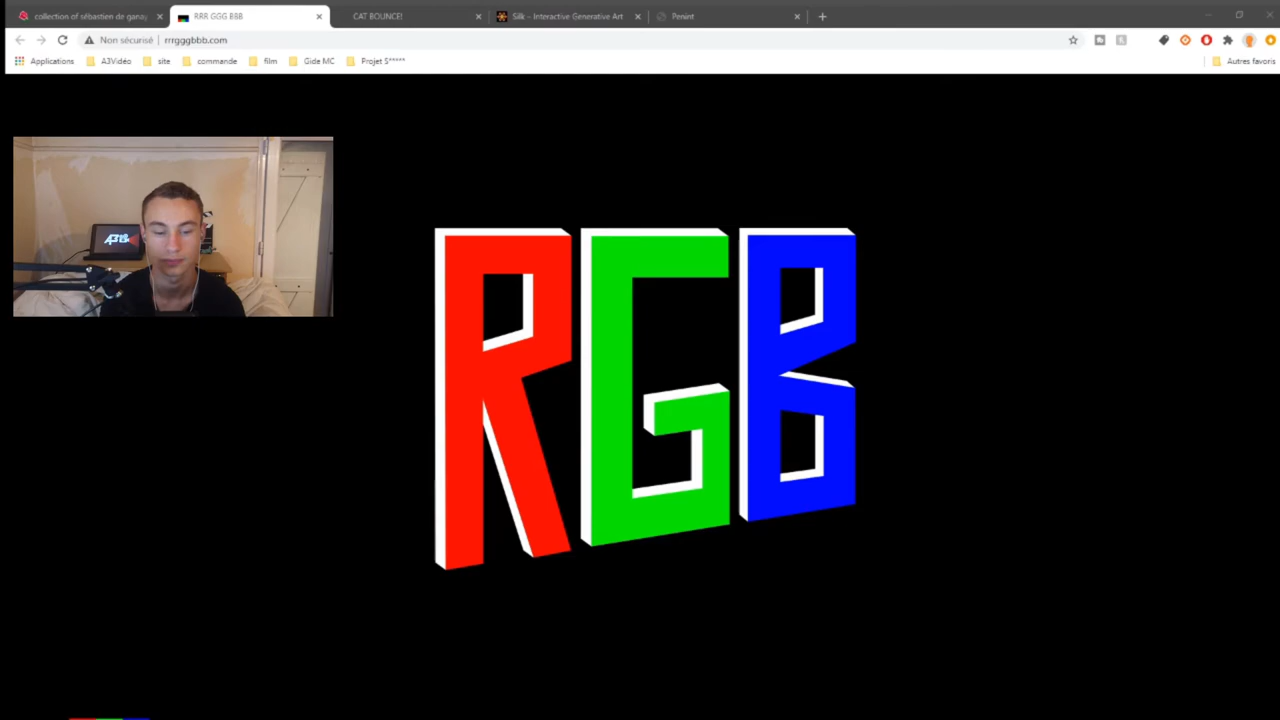 collection of sébastien de ganay
RRR GGG BBB
CAT BOUNCE!
Silk – Interactive Generative Art
Penint
Non sécurisé
rrrgggbbb.com
Applications
A3Vidéo
site
commande
film
Gide MC
Projet S*****
Autres favoris
RGB